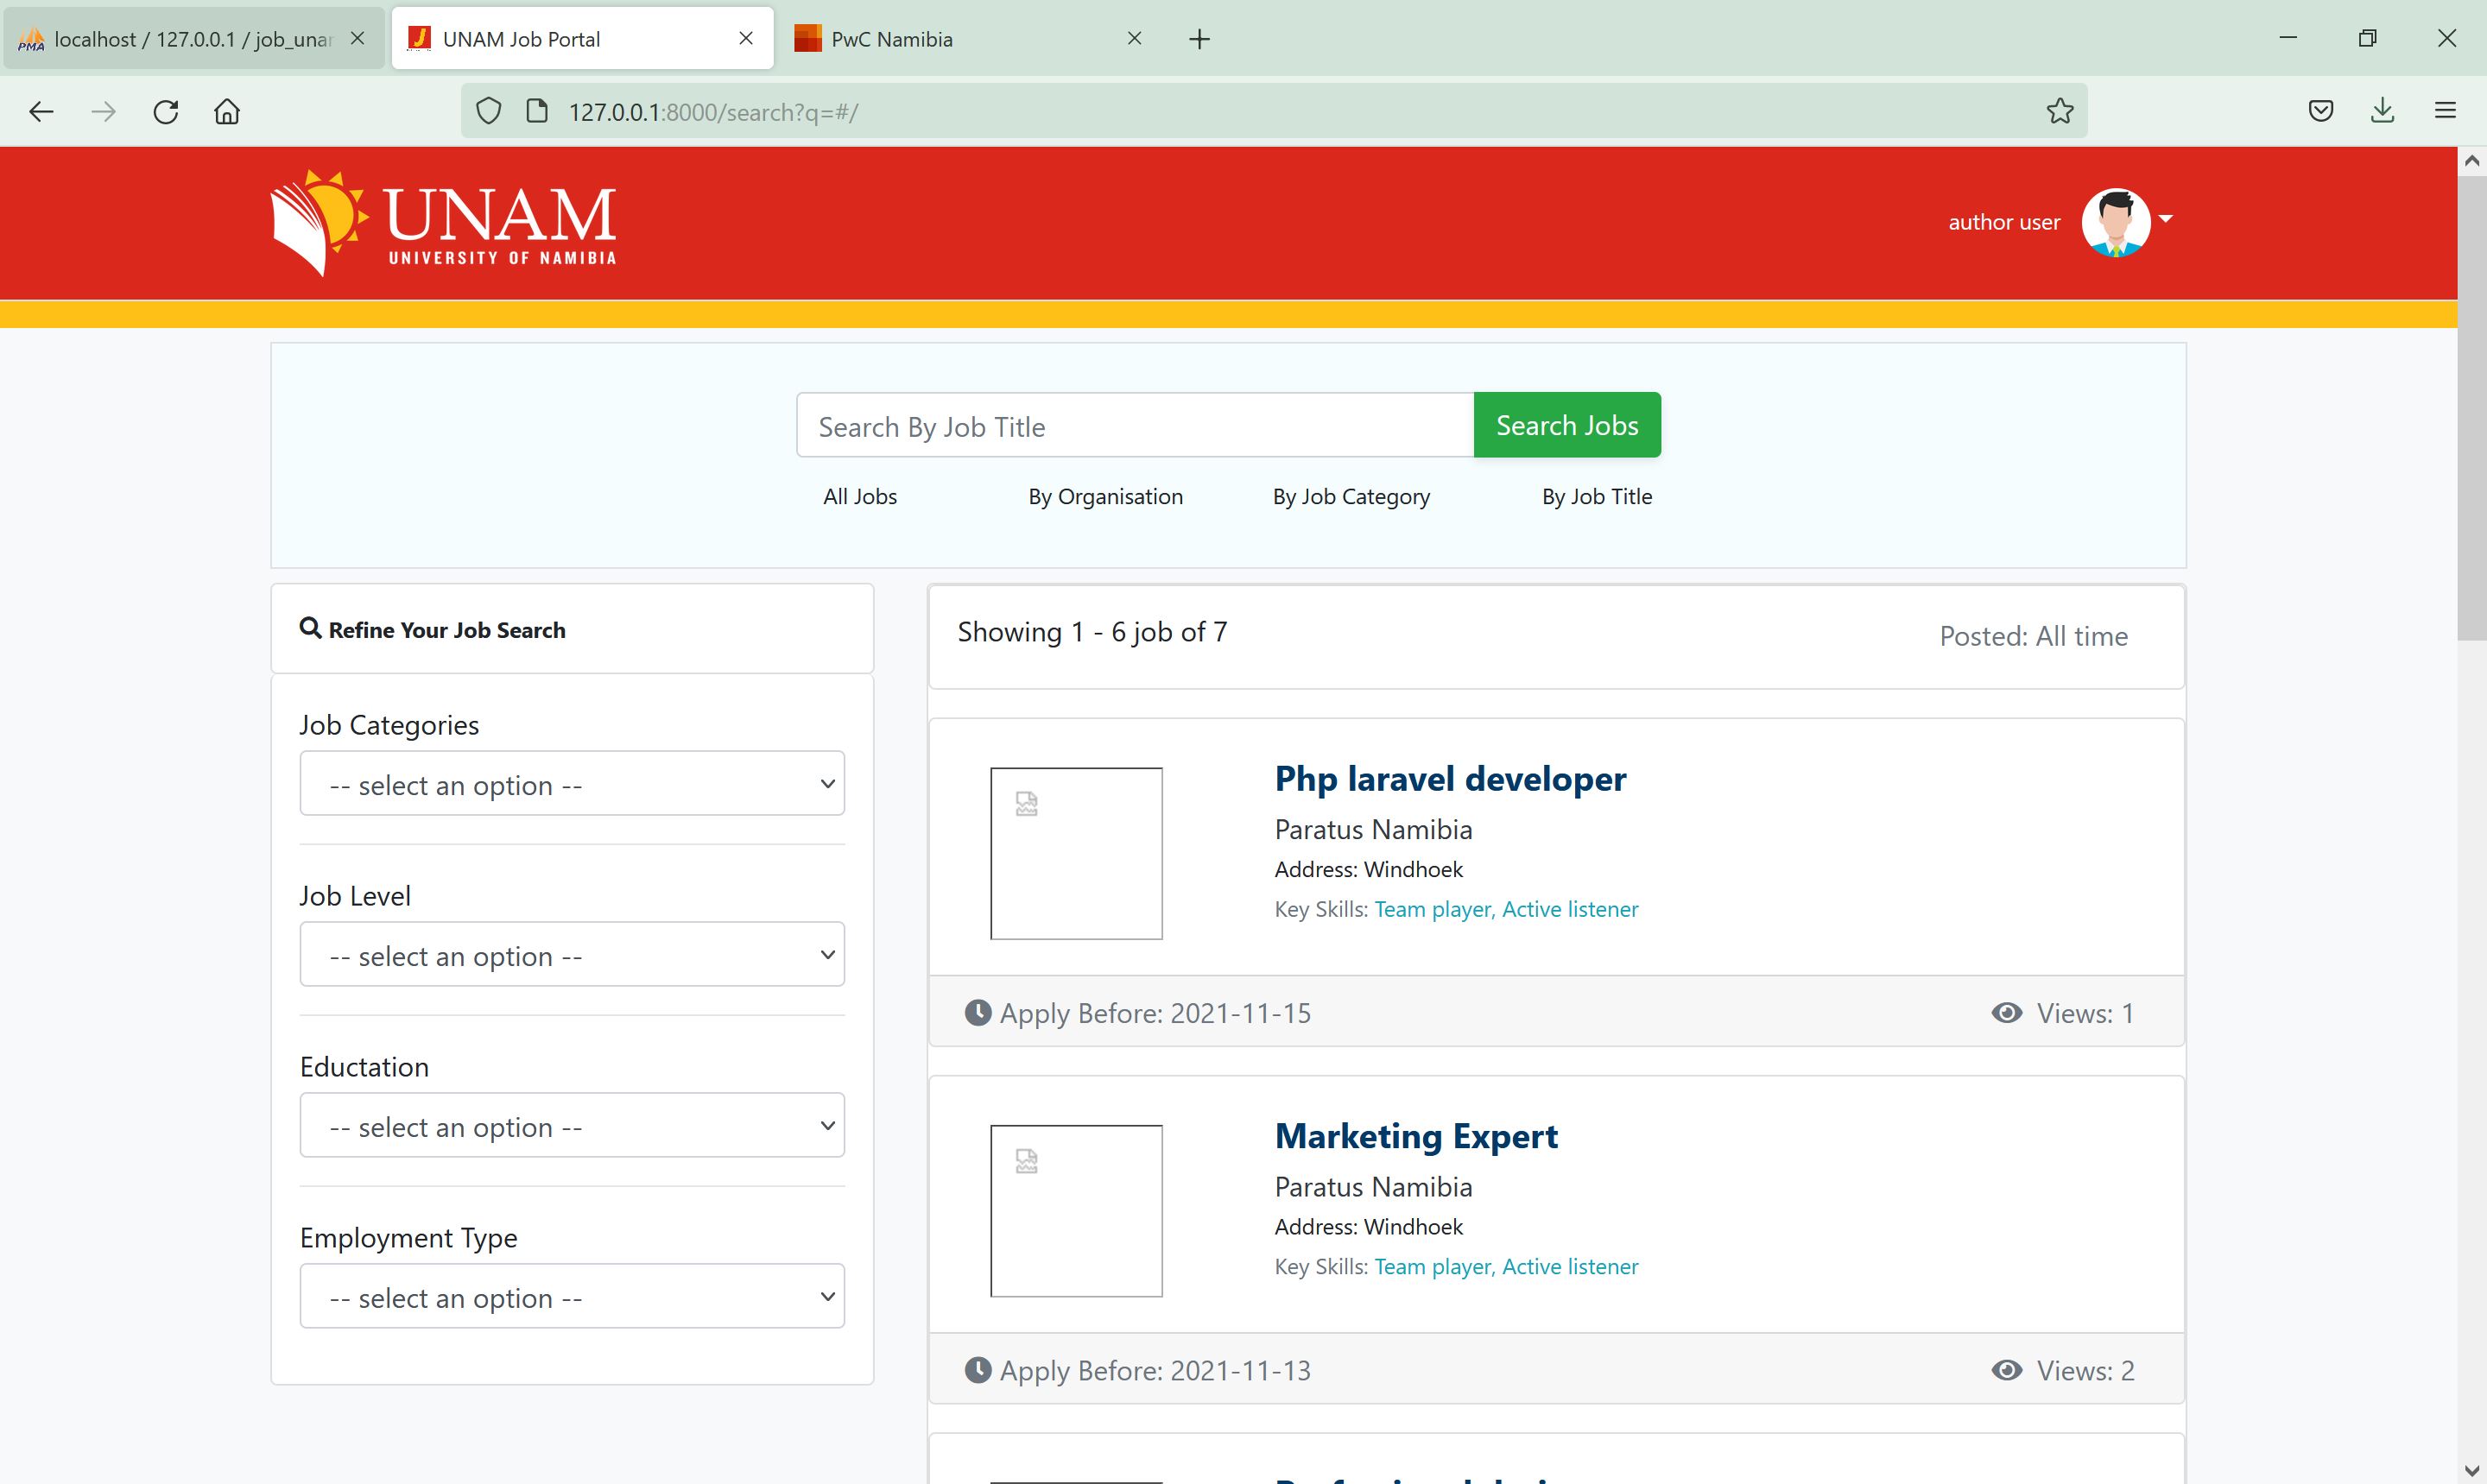 localhost / 127.0.0.1 / job_una
UNAM Job Portal
PwC Namibia
127.0.0.1:8000/search?q=#/
UNAM
UNIVERSITY OF NAMIBIA
author user
Search By Job Title
Search Jobs
All Jobs By Organisation By Job Category By Job Title
Refine Your Job Search
Job Categories
-- select an option --
Job Level
-- select an option --
Eductation
-- select an option --
Employment Type
-- select an option --
Showing 1 - 6 job of 7
Posted: All time
Php laravel developer
Paratus Namibia
Address: Windhoek
Key Skills: Team player, Active listener
Apply Before: 2021-11-15
Views: 1
Marketing Expert
Paratus Namibia
Address: Windhoek
Key Skills: Team player, Active listener
Apply Before: 2021-11-13
Views: 2